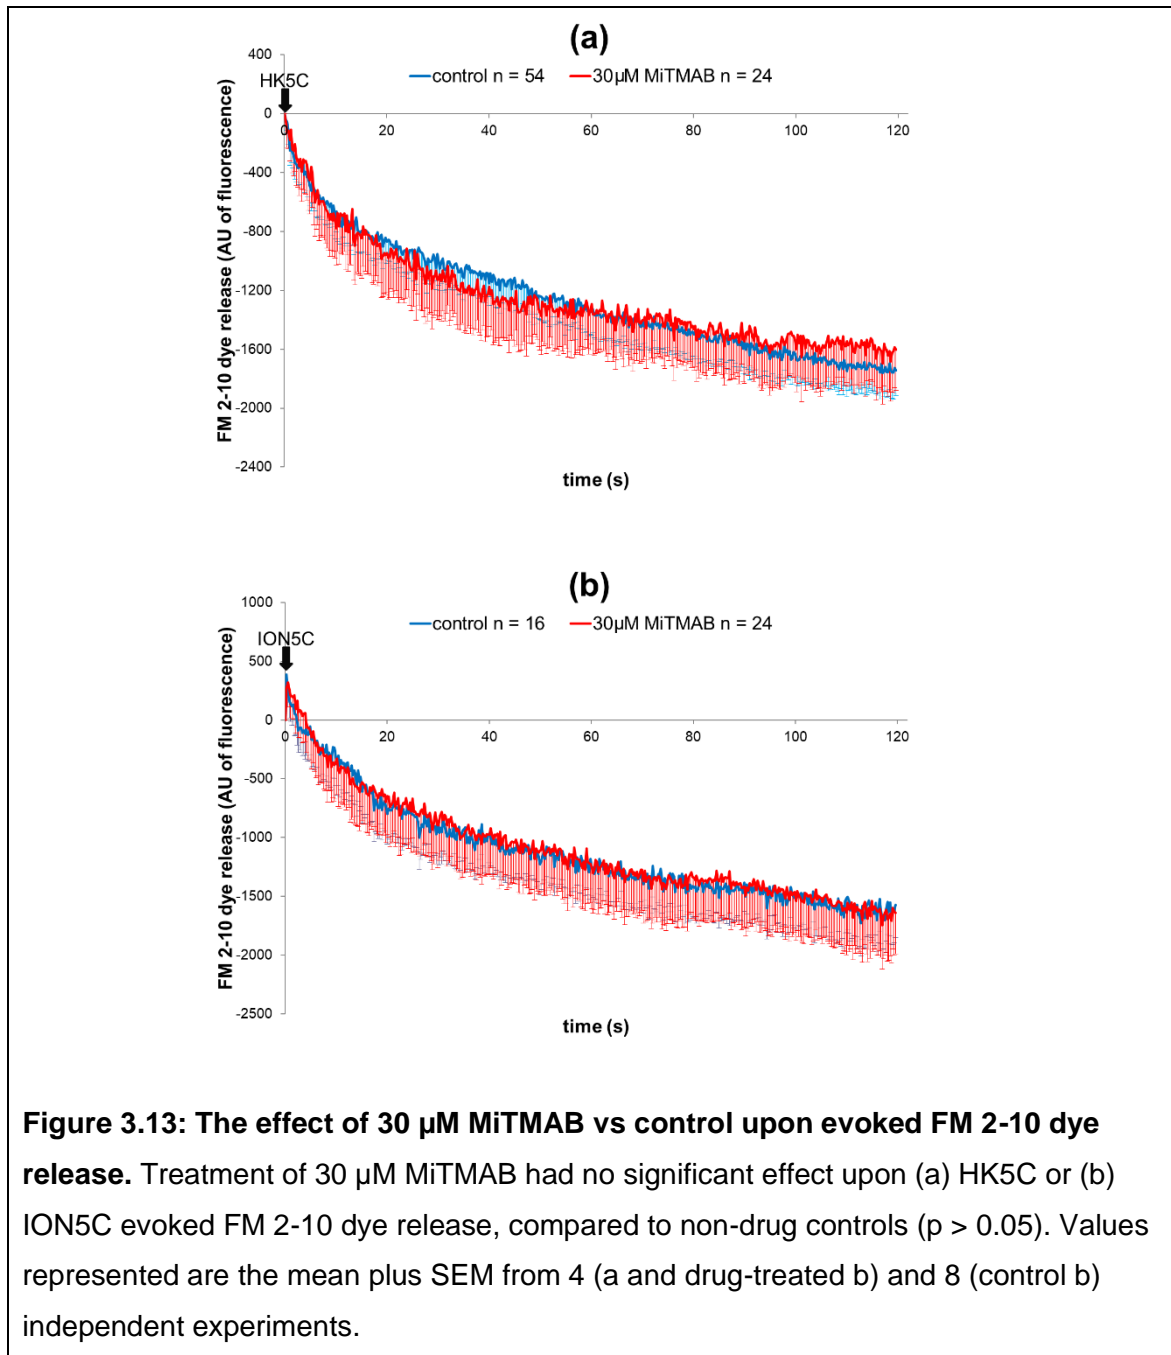 (a)
control n = 54 30µM MiTMAB n = 24
HK5C
400
0
-400
-800
-1200
-1600
-2000
-2400
0 20 40 60 80 100 120
FM 2-10 dye release (AU of fluorescence)
time (s)
(b)
control n = 16 30µM MiTMAB n = 24
ION5C
1000
500
0
-500
-1000
-1500
-2000
-2500
0 20 40 60 80 100 120
FM 2-10 dye release (AU of fluorescence)
time (s)
Figure 3.13: The effect of 30 µM MiTMAB vs control upon evoked FM 2-10 dye
release. Treatment of 30 µM MiTMAB had no significant effect upon (a) HK5C or (b)
ION5C evoked FM 2-10 dye release, compared to non-drug controls (p > 0.05). Values
represented are the mean plus SEM from 4 (a and drug-treated b) and 8 (control b)
independent experiments.